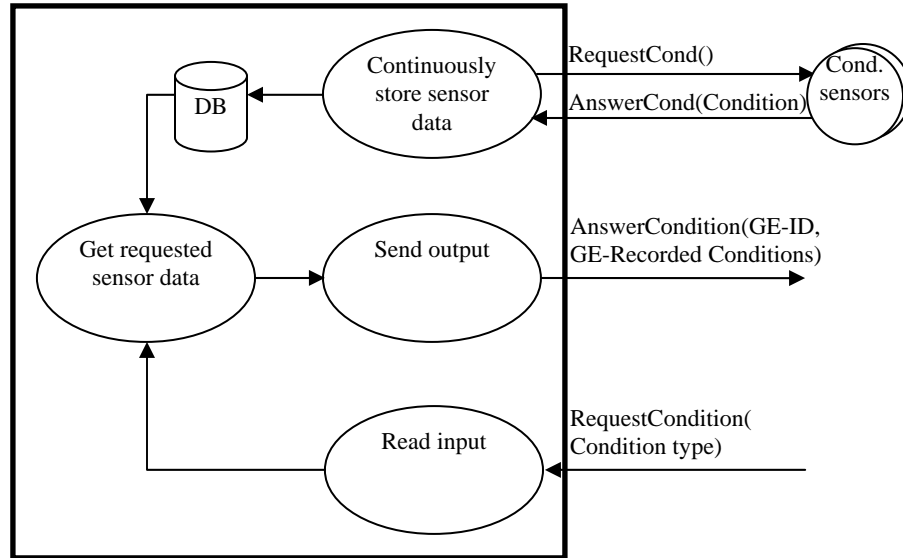 Continuously
store sensor
data
RequestCond()
AnswerCond(Condition)
Cond.
sensors
DB
Get requested
sensor data
Send output
AnswerCondition(GE-ID,
GE-Recorded Conditions)
Read input
RequestCondition(
Condition type)